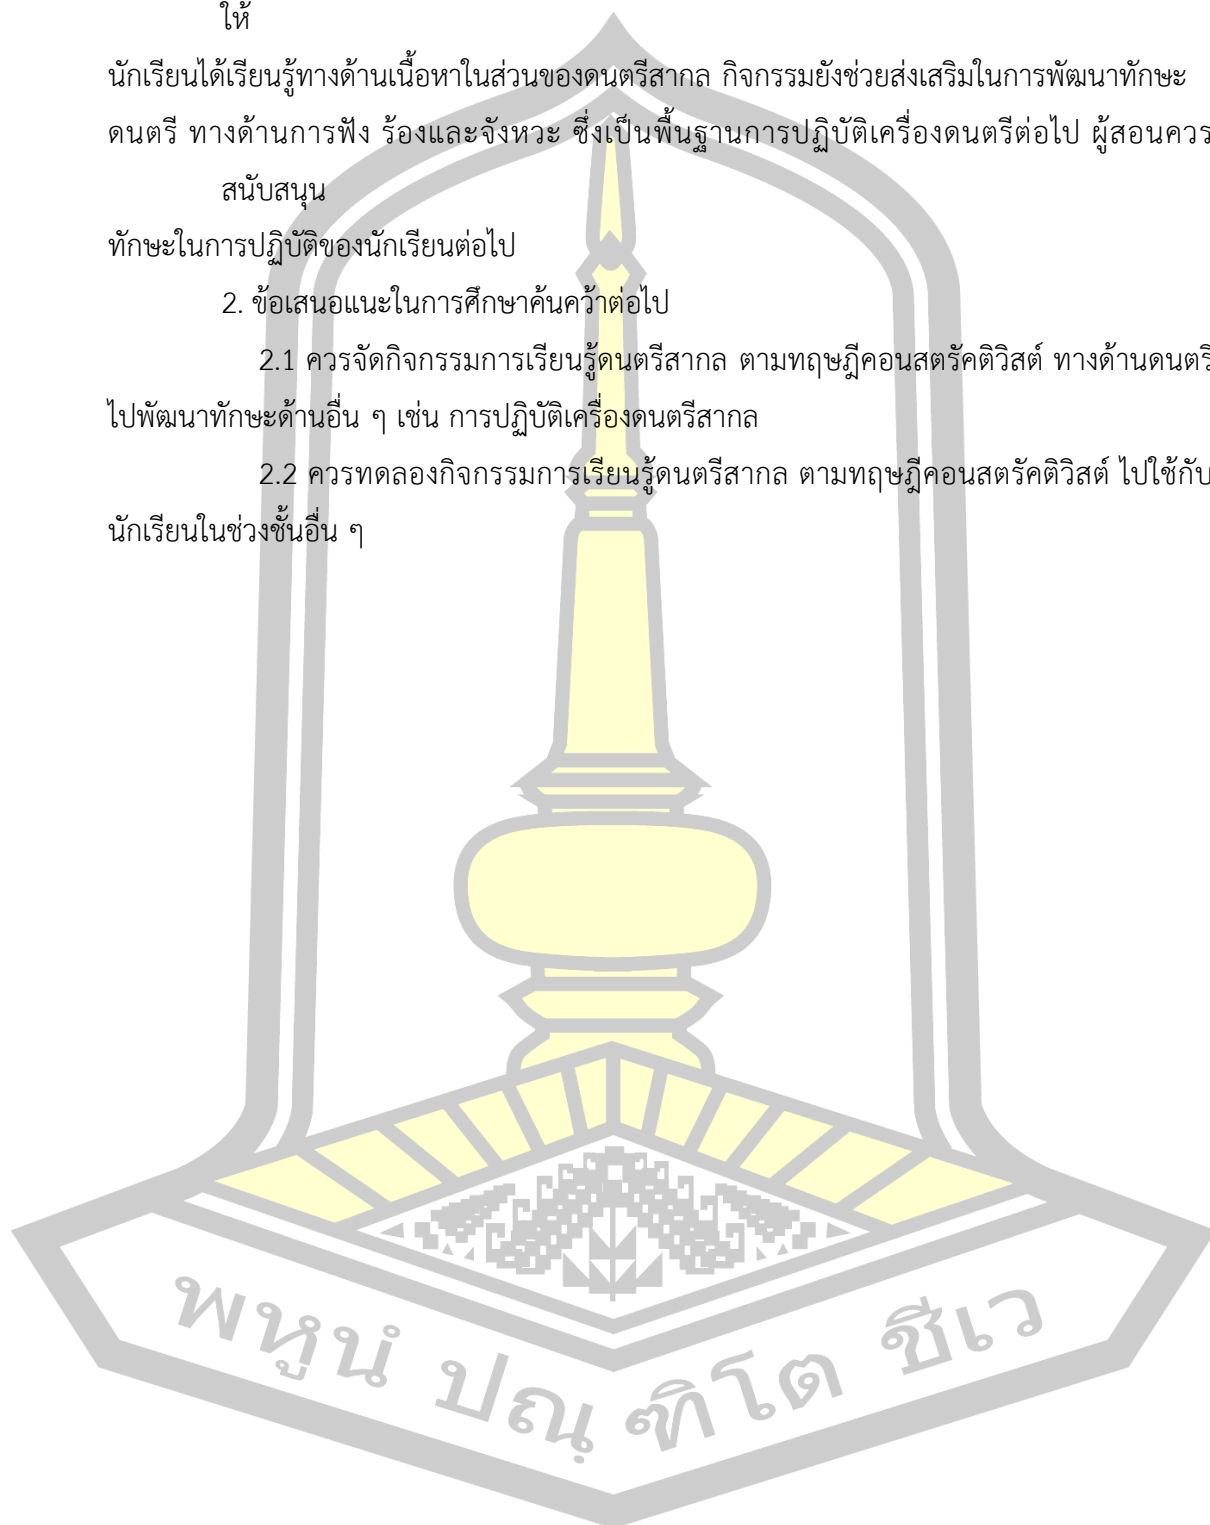 ให้
นักเรียนได้เรียนรู้ทางด้านเนื้อหาในส่วนของดนตรีสากล กิจกรรมยังช่วยส่งเสริมในการพัฒนาทักษะ
ดนตรี ทางด้านการฟัง ร้องและจังหวะ ซึ่งเป็นพื้นฐานการปฏิบัติเครื่องดนตรีต่อไป ผู้สอนควร
สนับสนุน
ทักษะในการปฏิบัติของนักเรียนต่อไป
2. ข้อเสนอแนะในการศึกษาค้นคว้าต่อไป
2.1 ควรจัดกิจกรรมการเรียนรู้ดนตรีสากล ตามทฤษฎีคอนสตรัคติวิสต์ ทางด้านดนตรี
ไปพัฒนาทักษะด้านอื่น ๆ เช่น การปฏิบัติเครื่องดนตรีสากล
2.2 ควรทดลองกิจกรรมการเรียนรู้ดนตรีสากล ตามทฤษฎีคอนสตรัคติวิสต์ ไปใช้กับ
นักเรียนในช่วงชั้นอื่น ๆ
พหูนํ ปณฺ ฑิโต ชีเว